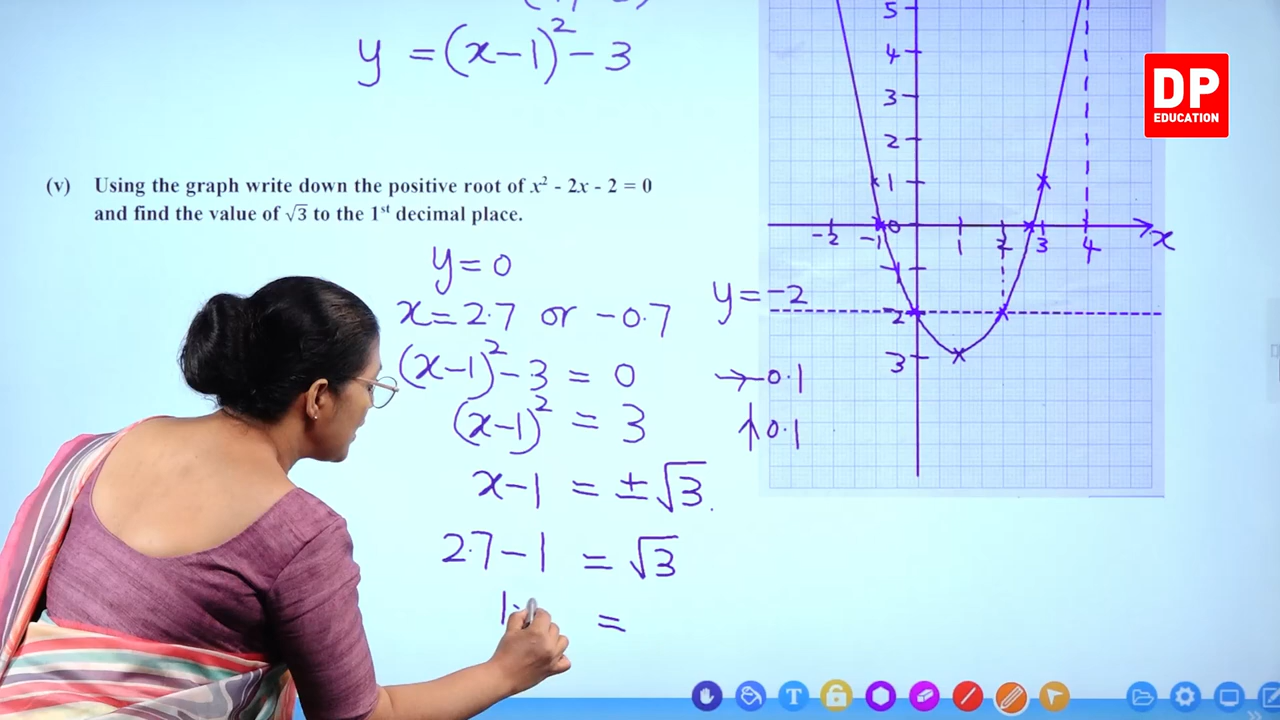 y = (x-1)² - 3
(v) Using the graph write down the positive root of x² - 2x - 2 = 0
and find the value of √3 to the 1st decimal place.
y = 0
x = 2.7 or -0.7
(x-1)² - 3 = 0
(x-1)² = 3
x-1 = ±√3.
2.7-1 = √3
1. =
y = -2
→ 0.1
↑ 0.1
5
4
3
2
1
0
-2 -1 1 2 3 4 x
-1
-2
3
DP
EDUCATION
T